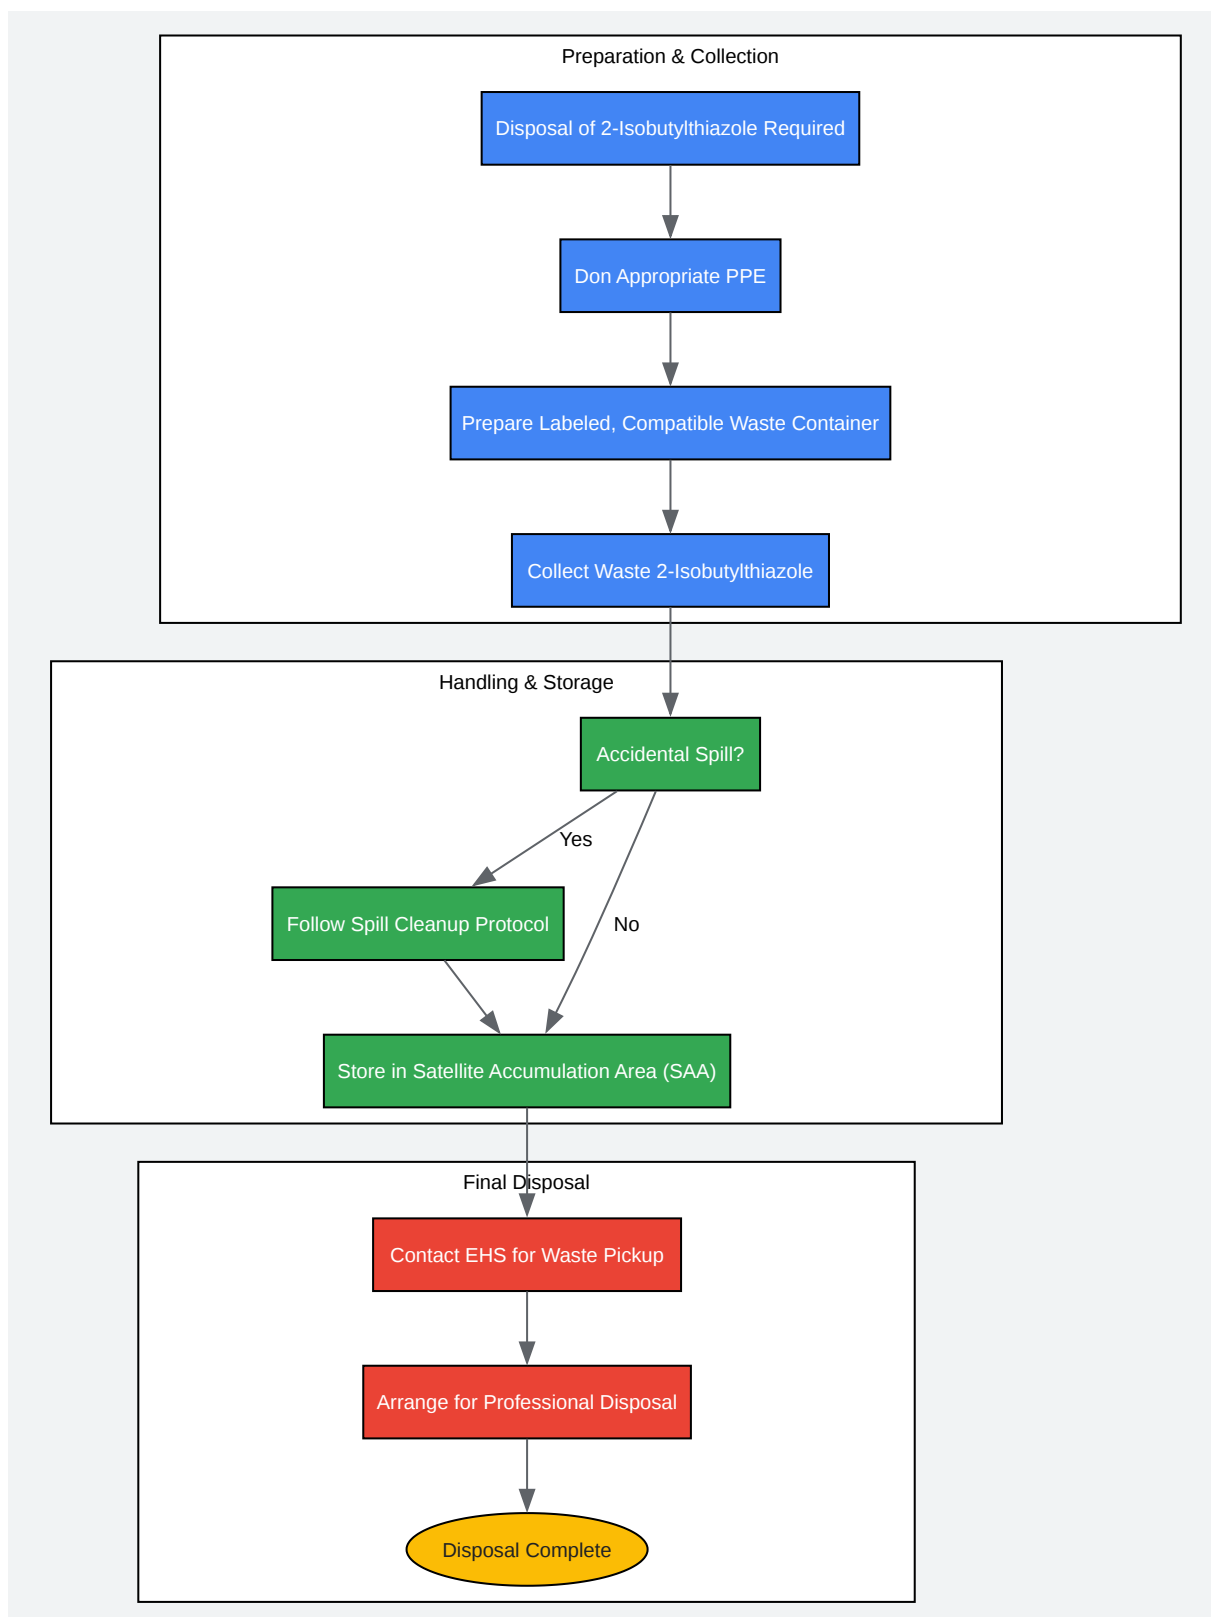 Preparation & Collection
Disposal of 2-Isobutylthiazole Required
Don Appropriate PPE
Prepare Labeled, Compatible Waste Container
Collect Waste 2-Isobutylthiazole
Handling & Storage
Accidental Spill?
Yes
Follow Spill Cleanup Protocol
No
Store in Satellite Accumulation Area (SAA)
Final Disposal
Contact EHS for Waste Pickup
Arrange for Professional Disposal
Disposal Complete